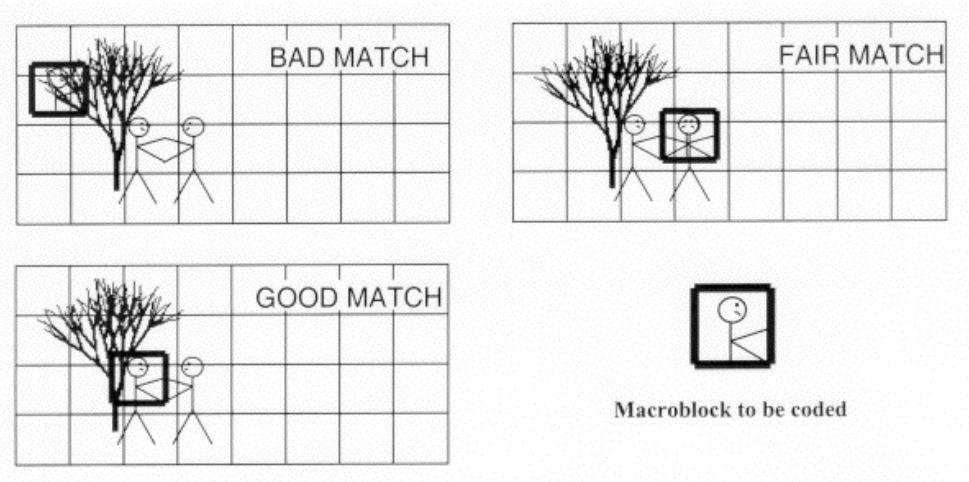 BAD MATCH
FAIR MATCH
GOOD MATCH
Macroblock to be coded